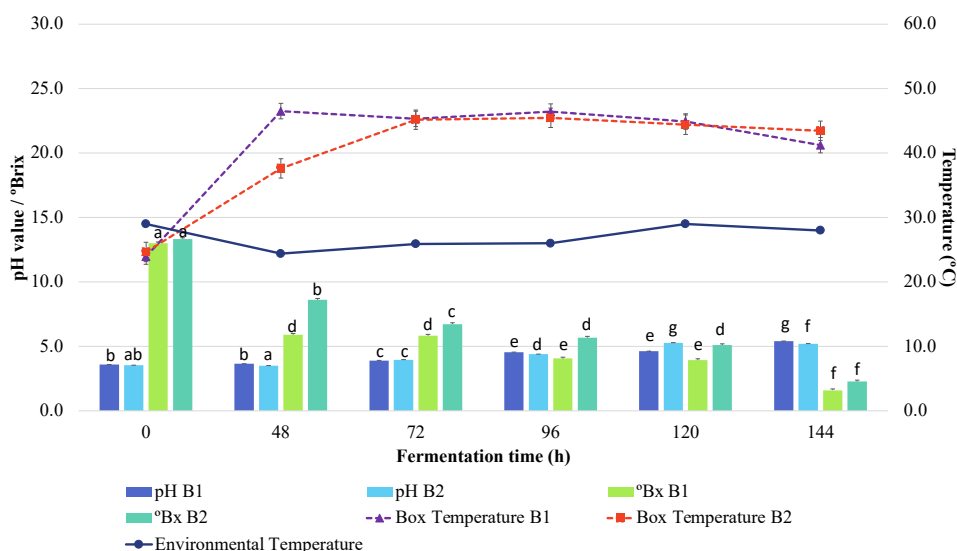 30.0
25.0
20.0
15.0
10.0
5.0
0.0
pH value / ºBrix
60.0
50.0
40.0
30.0
20.0
10.0
0.0
Temperature (ºC)
b ab a a
b a d b
c c d c
e d e d
e g e d
g f f f
0 48 72 96 120 144
Fermentation time (h)
pH B1 pH B2 ºBx B1
ºBx B2 Box Temperature B1 Box Temperature B2
Environmental Temperature